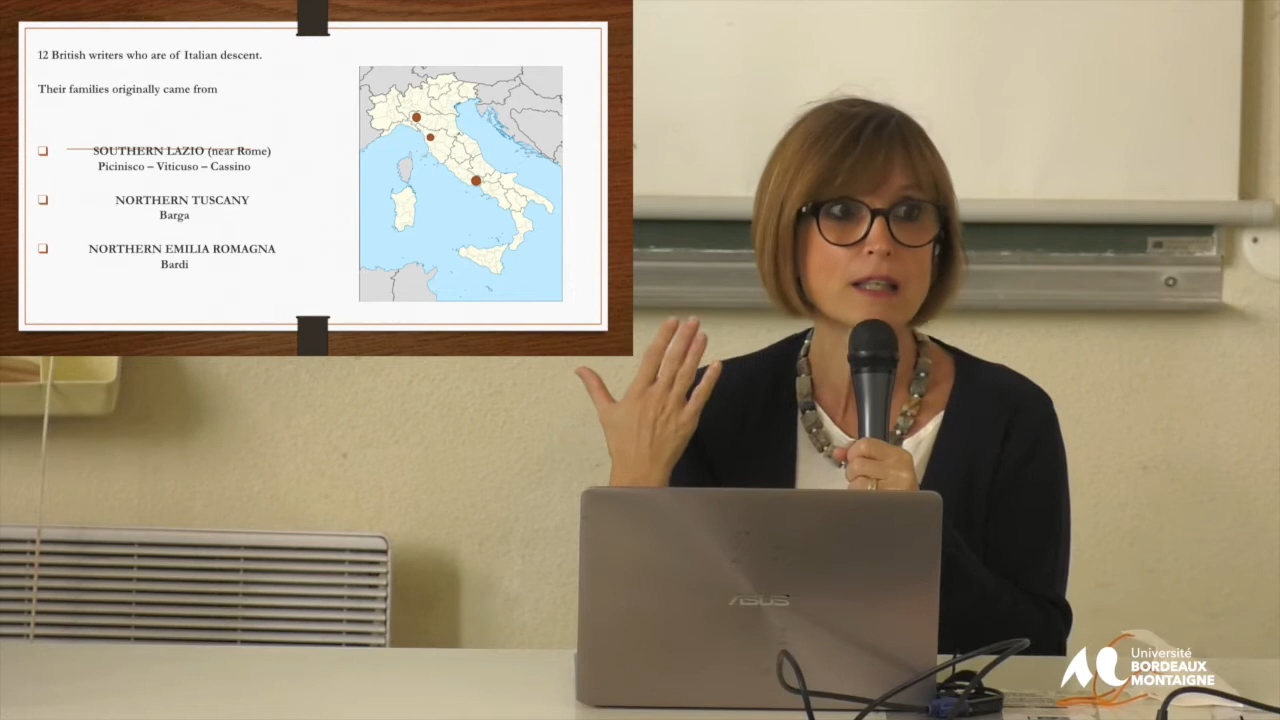 12 British writers who are of Italian descent.
Their families originally came from
SOUTHERN LAZIO (near Rome)
Picinisco – Viticuso – Cassino
NORTHERN TUSCANY
Barga
NORTHERN EMILIA ROMAGNA
Bardi
ASUS
Université
BORDEAUX
MONTAIGNE